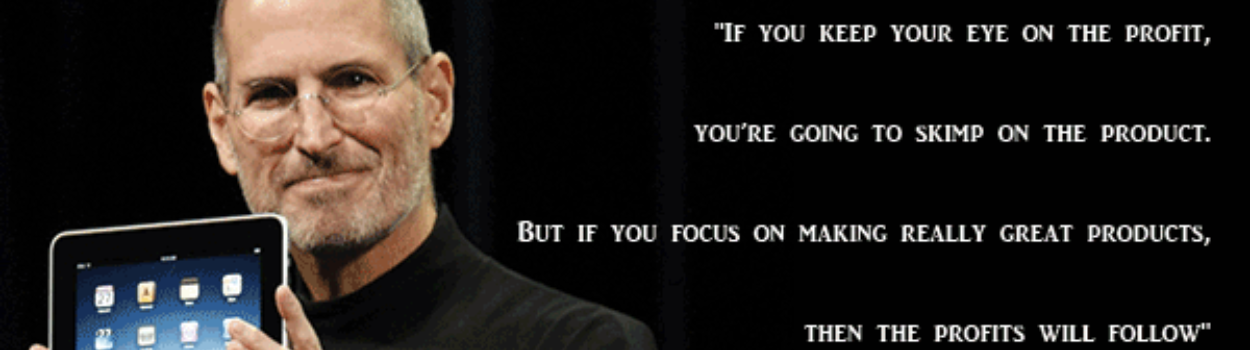 "If you keep your eye on the profit,
you're going to skimp on the product.
But if you focus on making really great products,
then the profits will follow"